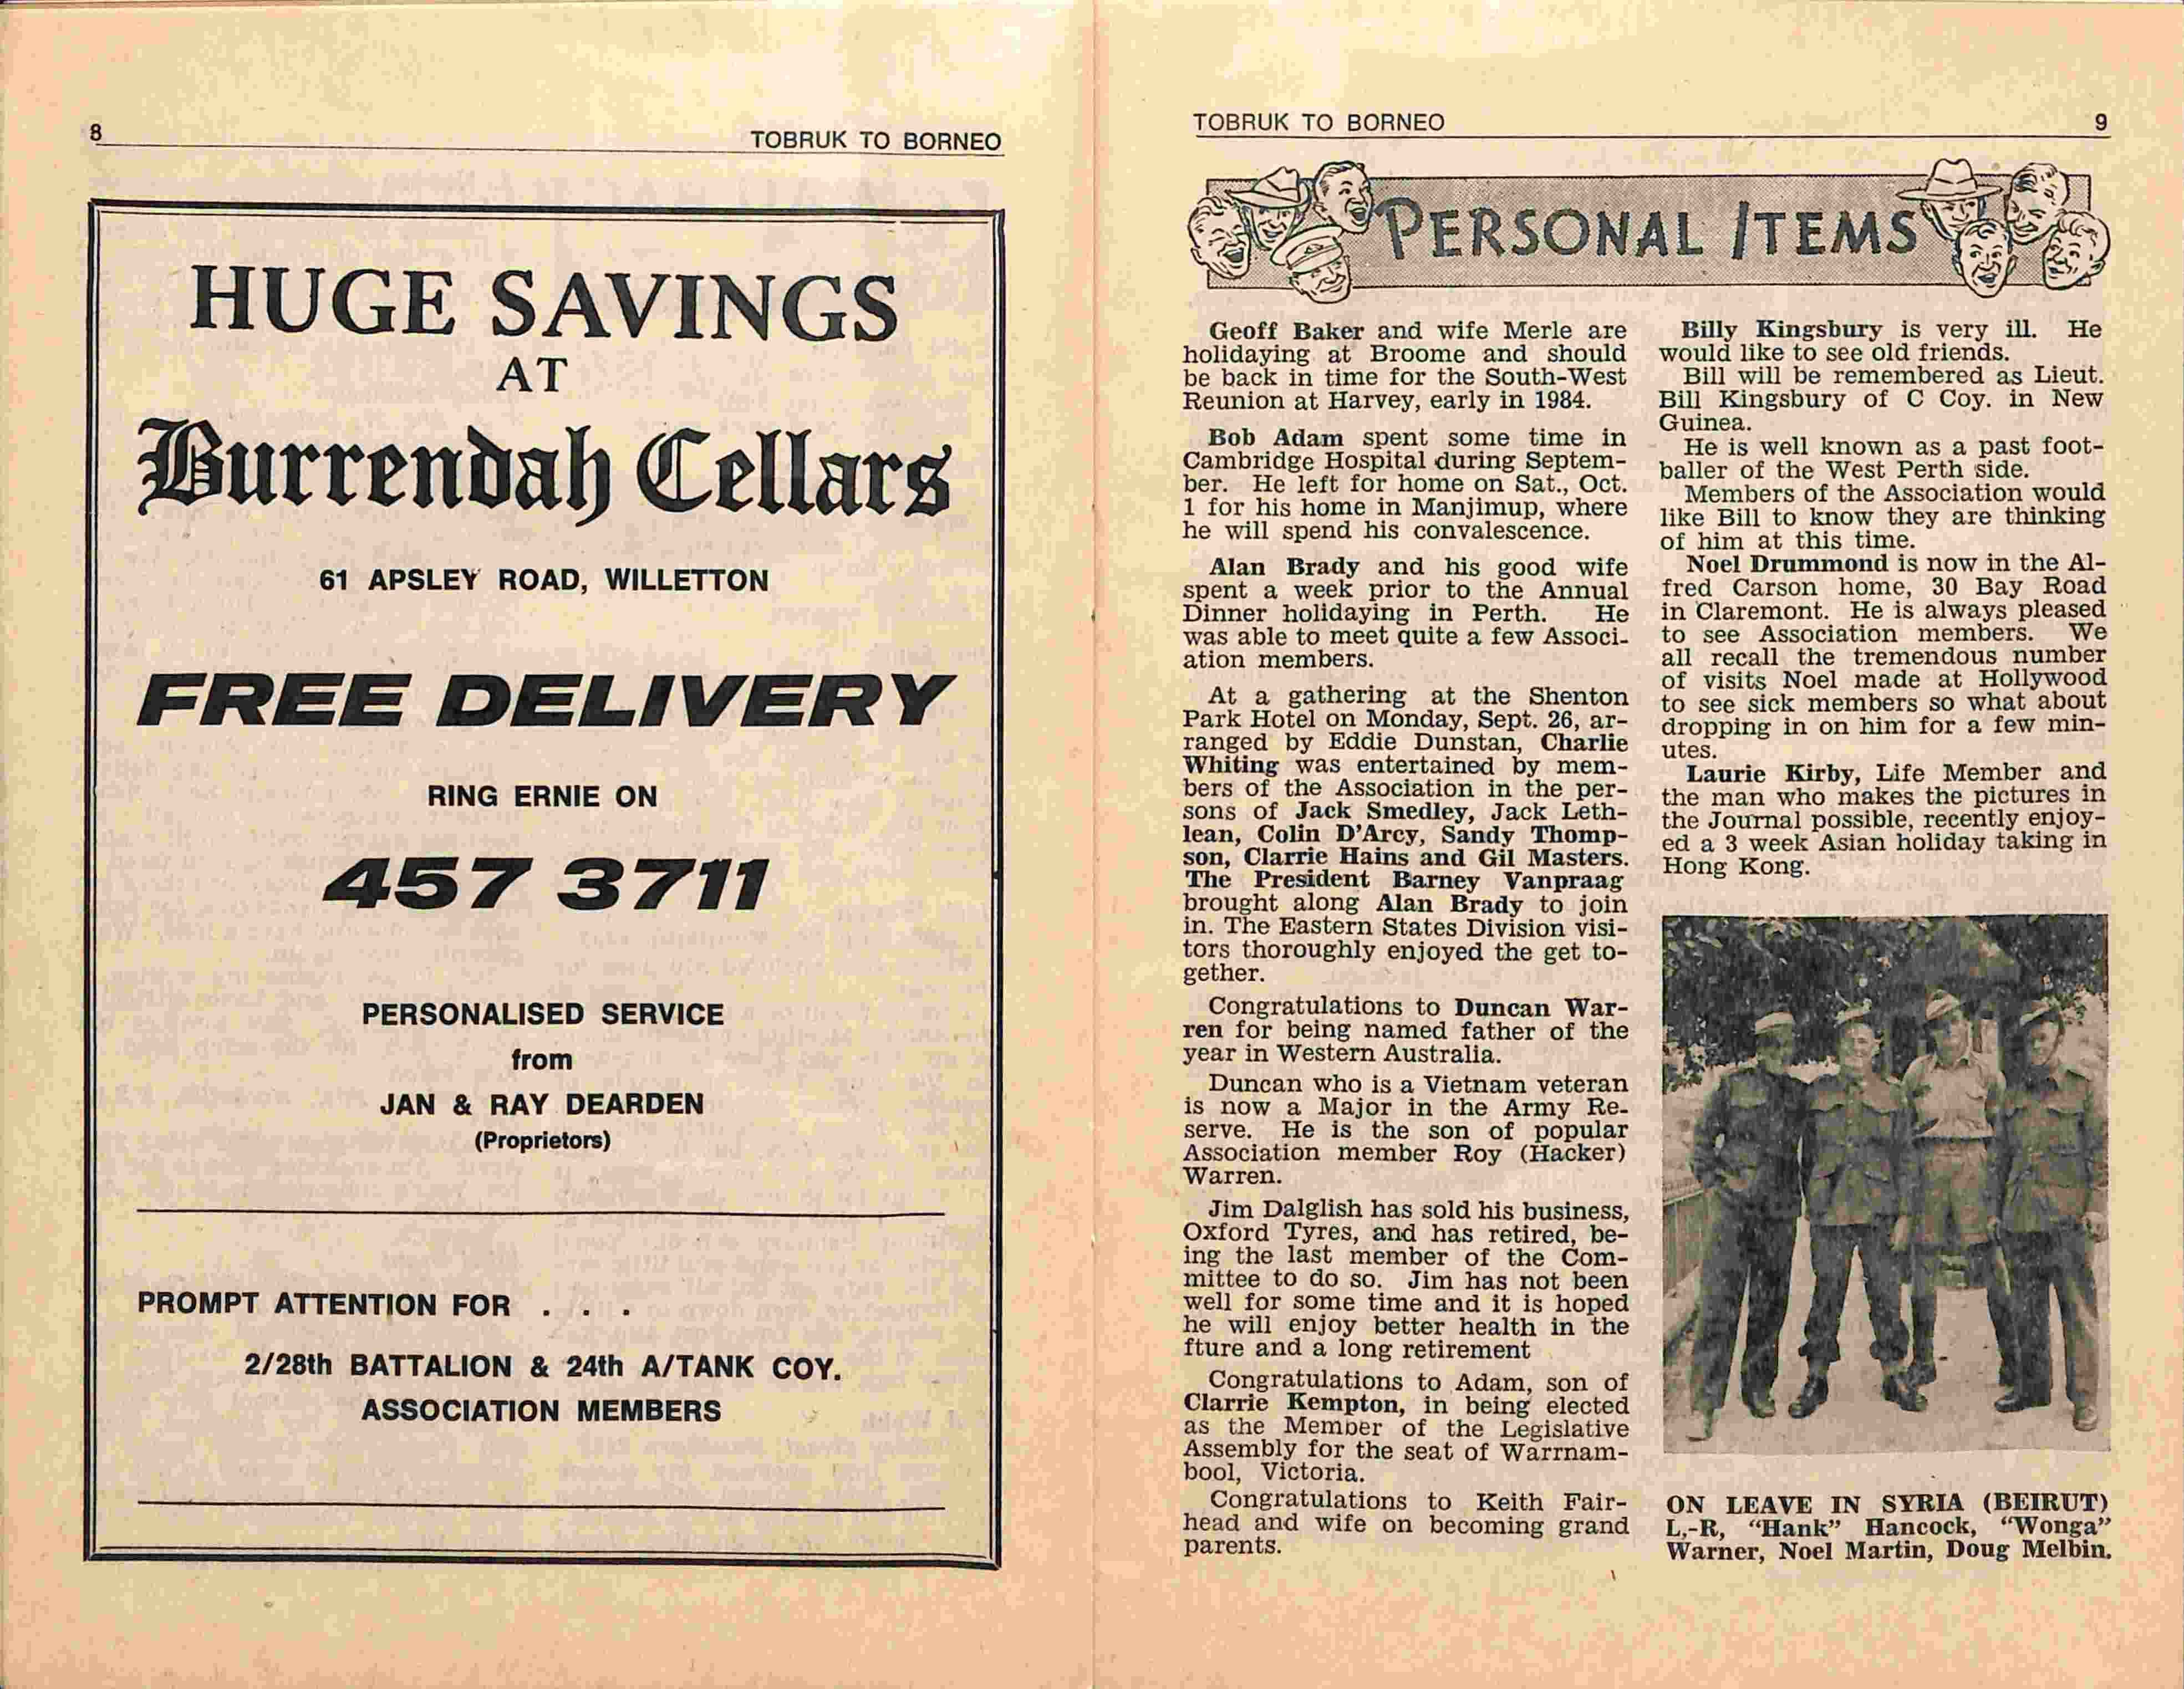 8
TOBRUK TO BORNEO
HUGE SAVINGS
AT
Burrendah Cellars
61 APSLEY ROAD, WILLETTON
FREE DELIVERY
RING ERNIE ON
457 3711
PERSONALISED SERVICE
from
JAN & RAY DEARDEN
(Proprietors)
PROMPT ATTENTION FOR . . .
2/28th BATTALION & 24th A/TANK COY.
ASSOCIATION MEMBERS
TOBRUK TO BORNEO
9
PERSONAL ITEMS
Geoff Baker and wife Merle are
holidaying at Broome and should
be back in time for the South-West
Reunion at Harvey, early in 1984.
Bob Adam spent some time in
Cambridge Hospital during Septem-
ber. He left for home on Sat., Oct.
1 for his home in Manjimup, where
he will spend his convalescence.
Alan Brady and his good wife
spent a week prior to the Annual
Dinner holidaying in Perth. He
was able to meet quite a few Associ-
ation members.
At a gathering at the Shenton
Park Hotel on Monday, Sept. 26, ar-
ranged by Eddie Dunstan, Charlie
Whiting was entertained by mem-
bers of the Association in the per-
sons of Jack Smedley, Jack Leth-
lean, Colin D'Arcy, Sandy Thomp-
son, Clarrie Hains and Gil Masters.
The President Barney Vanpraag
brought along Alan Brady to join
in. The Eastern States Division visi-
tors thoroughly enjoyed the get to-
gether.
Congratulations to Duncan War-
ren for being named father of the
year in Western Australia.
Duncan who is a Vietnam veteran
is now a Major in the Army Re-
serve. He is the son of popular
Association member Roy (Hacker)
Warren.
Jim Dalglish has sold his business,
Oxford Tyres, and has retired, be-
ing the last member of the Com-
mittee to do so. Jim has not been
well for some time and it is hoped
he will enjoy better health in the
fture and a long retirement
Congratulations to Adam, son of
Clarrie Kempton, in being elected
as the Member of the Legislative
Assembly for the seat of Warrnam-
bool, Victoria.
Congratulations to Keith Fair-
head and wife on becoming grand
parents.
Billy Kingsbury is very ill. He
would like to see old friends.
Bill will be remembered as Lieut.
Bill Kingsbury of C Coy. in New
Guinea.
He is well known as a past foot-
baller of the West Perth side.
Members of the Association would
like Bill to know they are thinking
of him at this time.
Noel Drummond is now in the Al-
fred Carson home, 30 Bay Road
in Claremont. He is always pleased
to see Association members. We
all recall the tremendous number
of visits Noel made at Hollywood
to see sick members so what about
dropping in on him for a few min-
utes.
Laurie Kirby, Life Member and
the man who makes the pictures in
the Journal possible, recently enjoy-
ed a 3 week Asian holiday taking in
Hong Kong.
ON LEAVE IN SYRIA (BEIRUT)
L,-R, "Hank" Hancock, "Wonga"
Warner, Noel Martin, Doug Melbin.